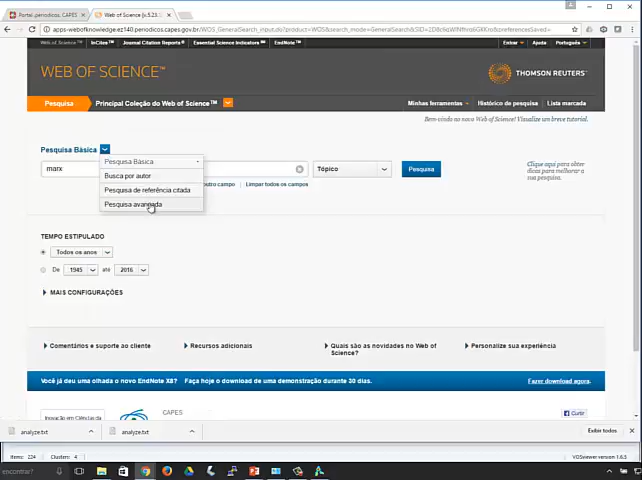 Portal-periodicos. CAPES
Web of Science [v.5.23.
apps-webofknowledge.ez140.periodicos.capes.gov.br/WOS_GeneralSearch_input.do?product=WOS&search_mode=GeneralSearch&SID=
Web of Science™ InCites™ Journal Citation Reports® Essential Science Indicators™ EndNote™ Entrar Ajuda Português
WEB OF SCIENCE™
THOMSON REUTERS™
Pesquisa Principal Coleção do Web of Science™ Minhas ferramentas Histórico de pesquisa Lista marcada
Bem-vindo ao novo Web of Science! Visualize um breve tutorial.
Pesquisa Básica
Pesquisa Básica
marx Tópico Pesquisa
Clique aqui para obter dicas para melhorar a sua pesquisa.
Busca por autor
outro campo Limpar todos os campos
Pesquisa de referência citada
Pesquisa avançada
TEMPO ESTIPULADO
Todos os anos
De 1945 até 2016
MAIS CONFIGURAÇÕES
Comentários e suporte ao cliente Recursos adicionais Quais são as novidades no Web of Science? Personalize sua experiência
Você já deu uma olhada o novo EndNote X8? Faça hoje o download de uma demonstração durante 30 dias. Fazer download agora.
Inovação em Ciências da
CAPES
Curtir
analyze.txt analyze.txt Exibir todos
Items: 224 Clusters: 4 VOSviewer version 1.6.5
encontrar?